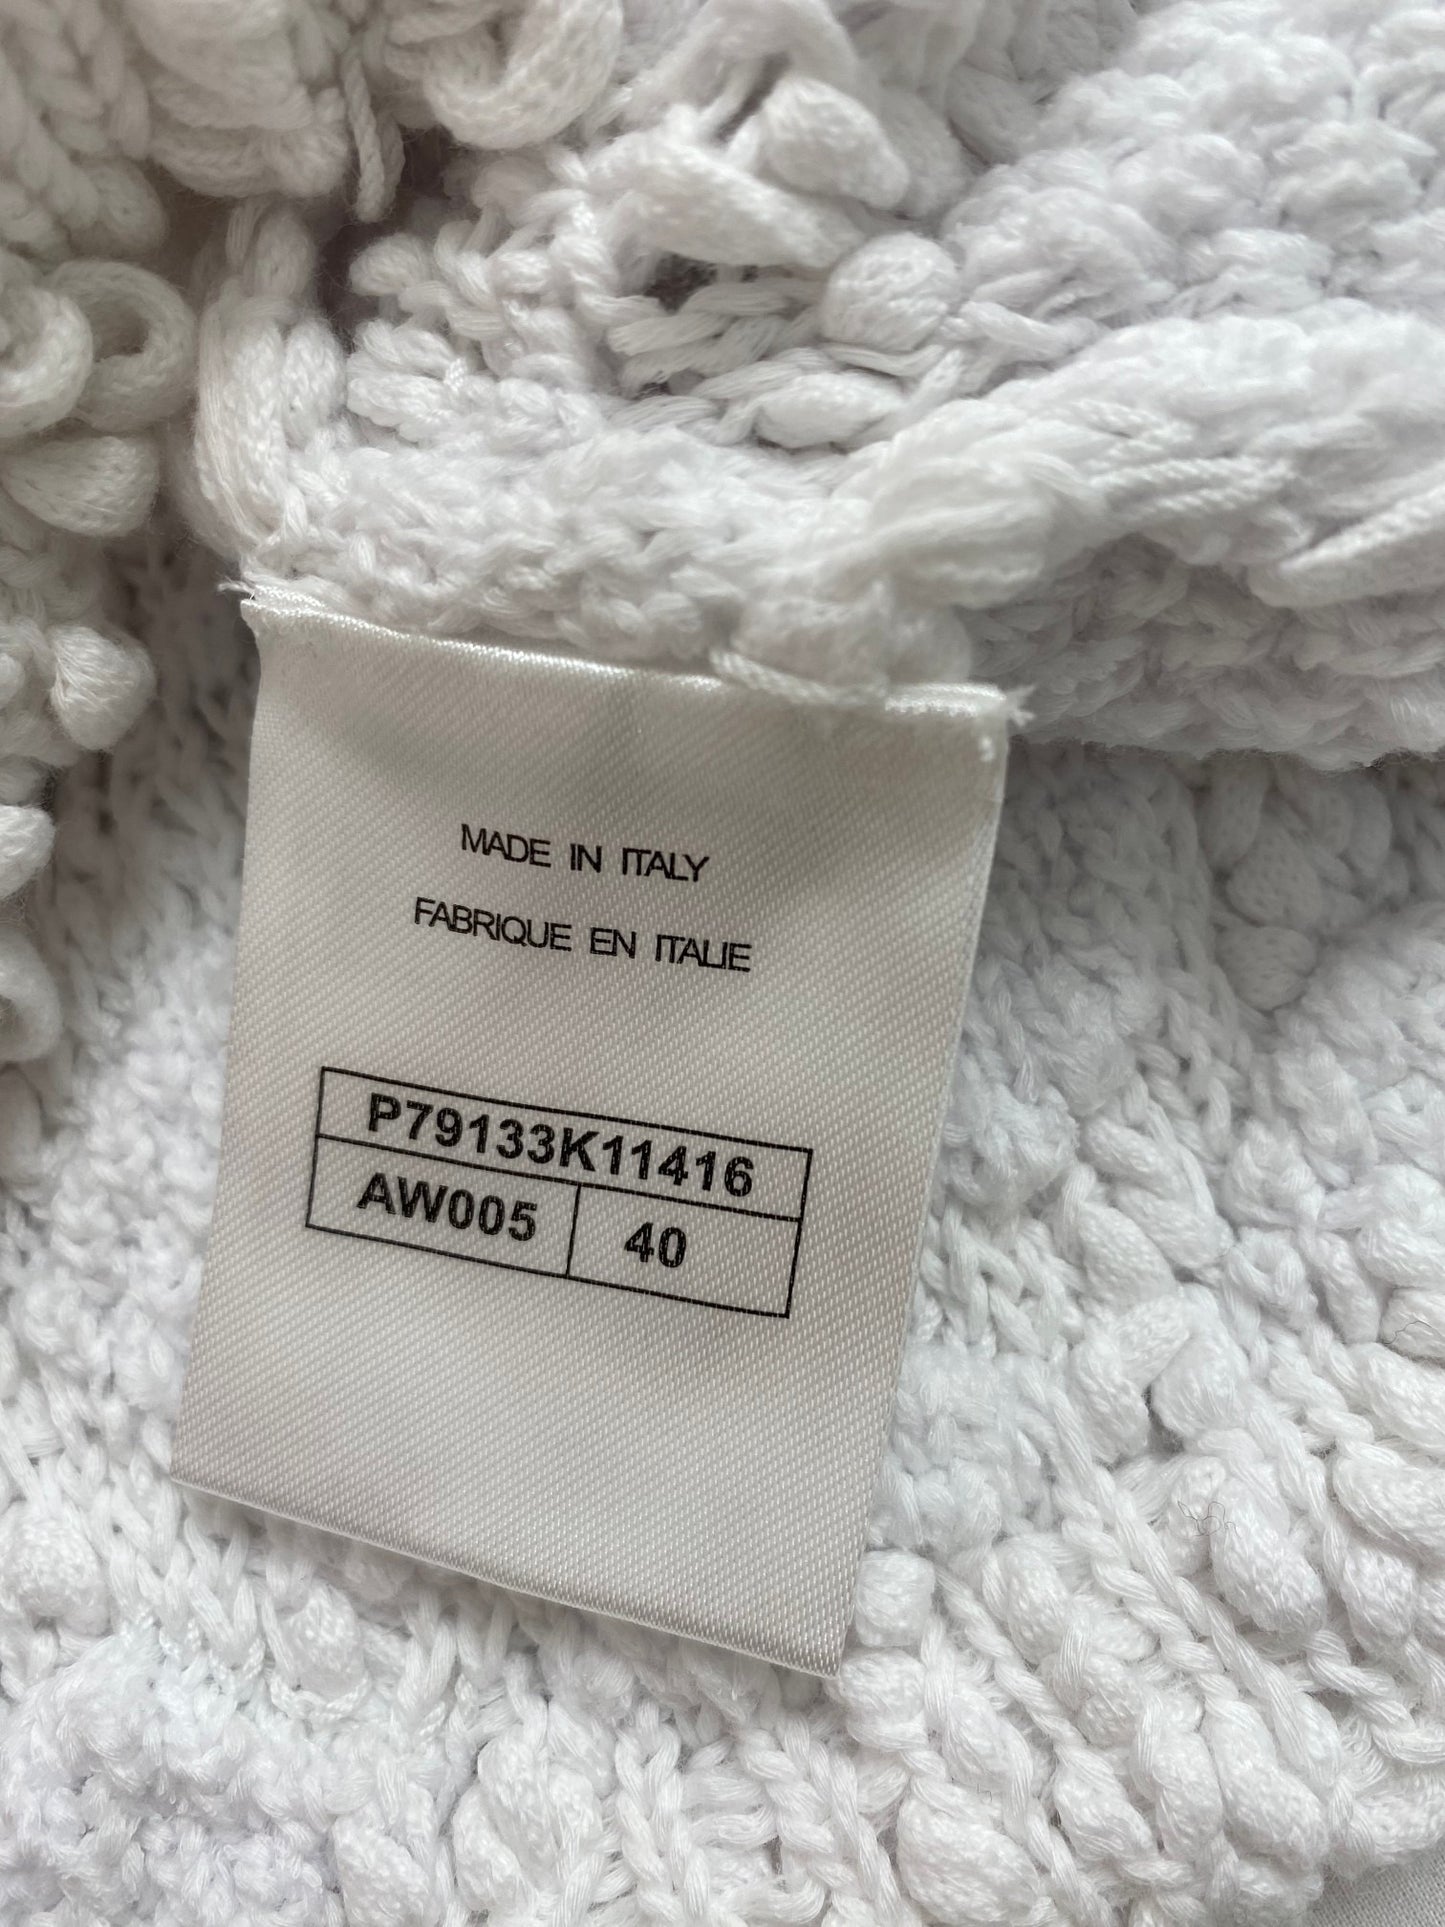 MADE IN ITALY
FABRIQUE EN ITALIE
P79133K11416
AW005 40